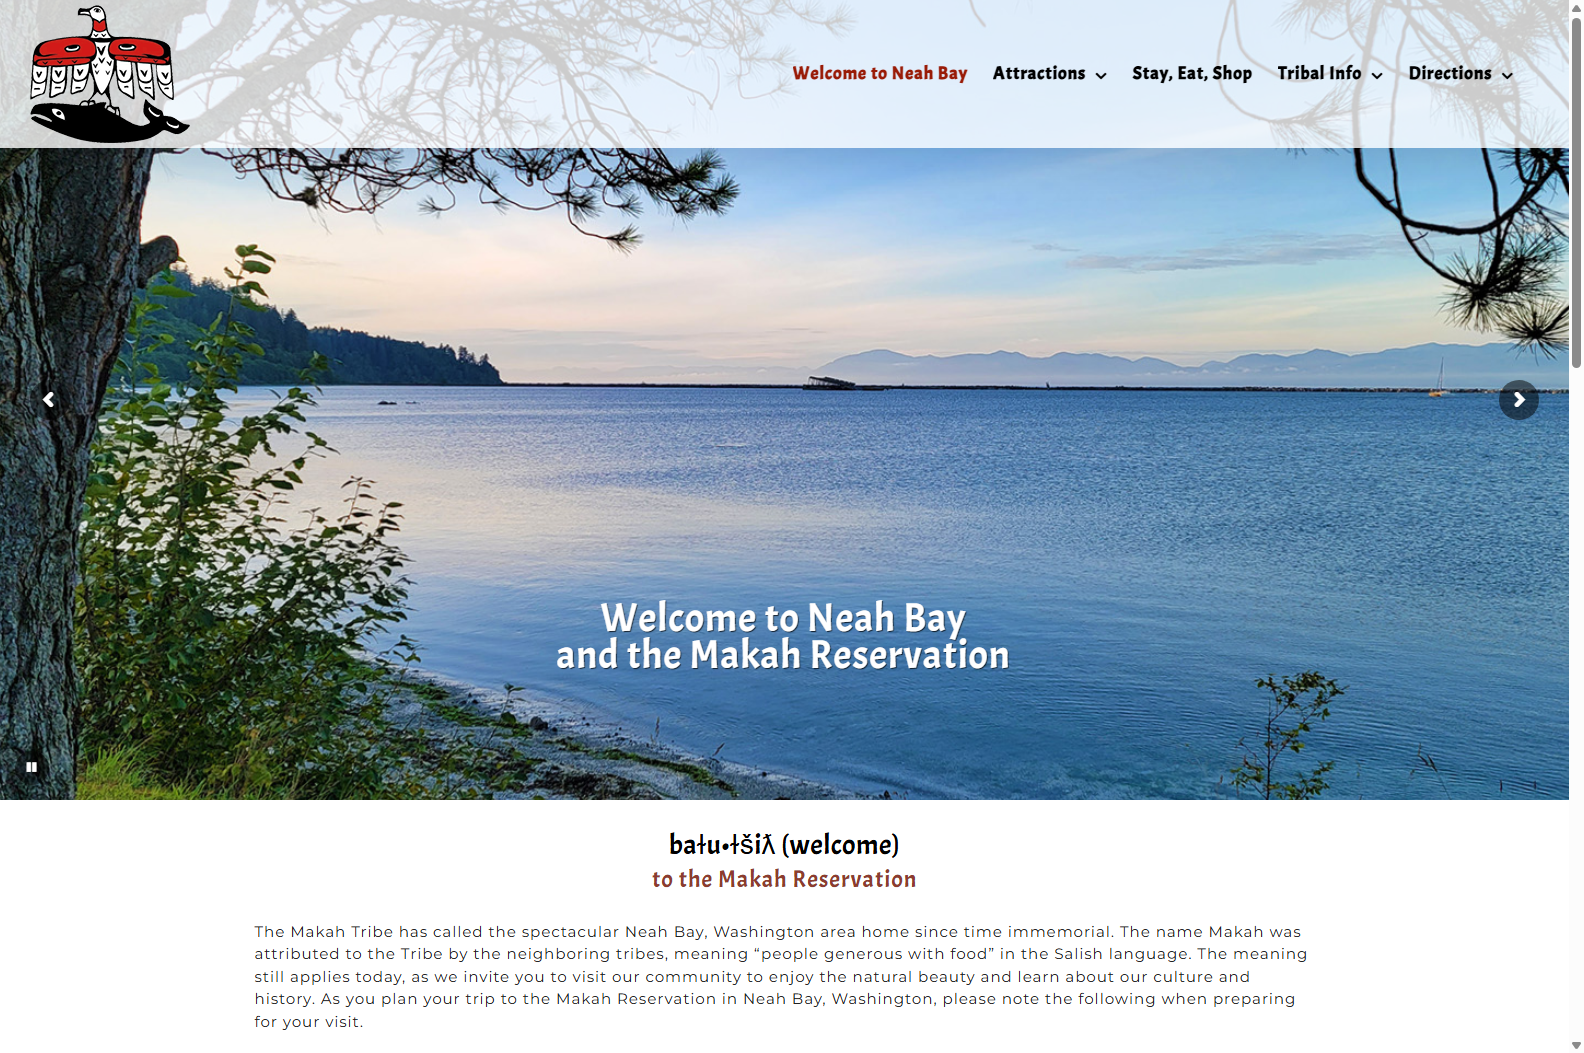 Welcome to Neah Bay
Attractions
Stay, Eat, Shop
Tribal Info
Directions
Welcome to Neah Bay
and the Makah Reservation
baɫu•ɫšiƛ (welcome)
to the Makah Reservation
The Makah Tribe has called the spectacular Neah Bay, Washington area home since time immemorial. The name Makah was
attributed to the Tribe by the neighboring tribes, meaning “people generous with food” in the Salish language. The meaning
still applies today, as we invite you to visit our community to enjoy the natural beauty and learn about our culture and
history. As you plan your trip to the Makah Reservation in Neah Bay, Washington, please note the following when preparing
for your visit.